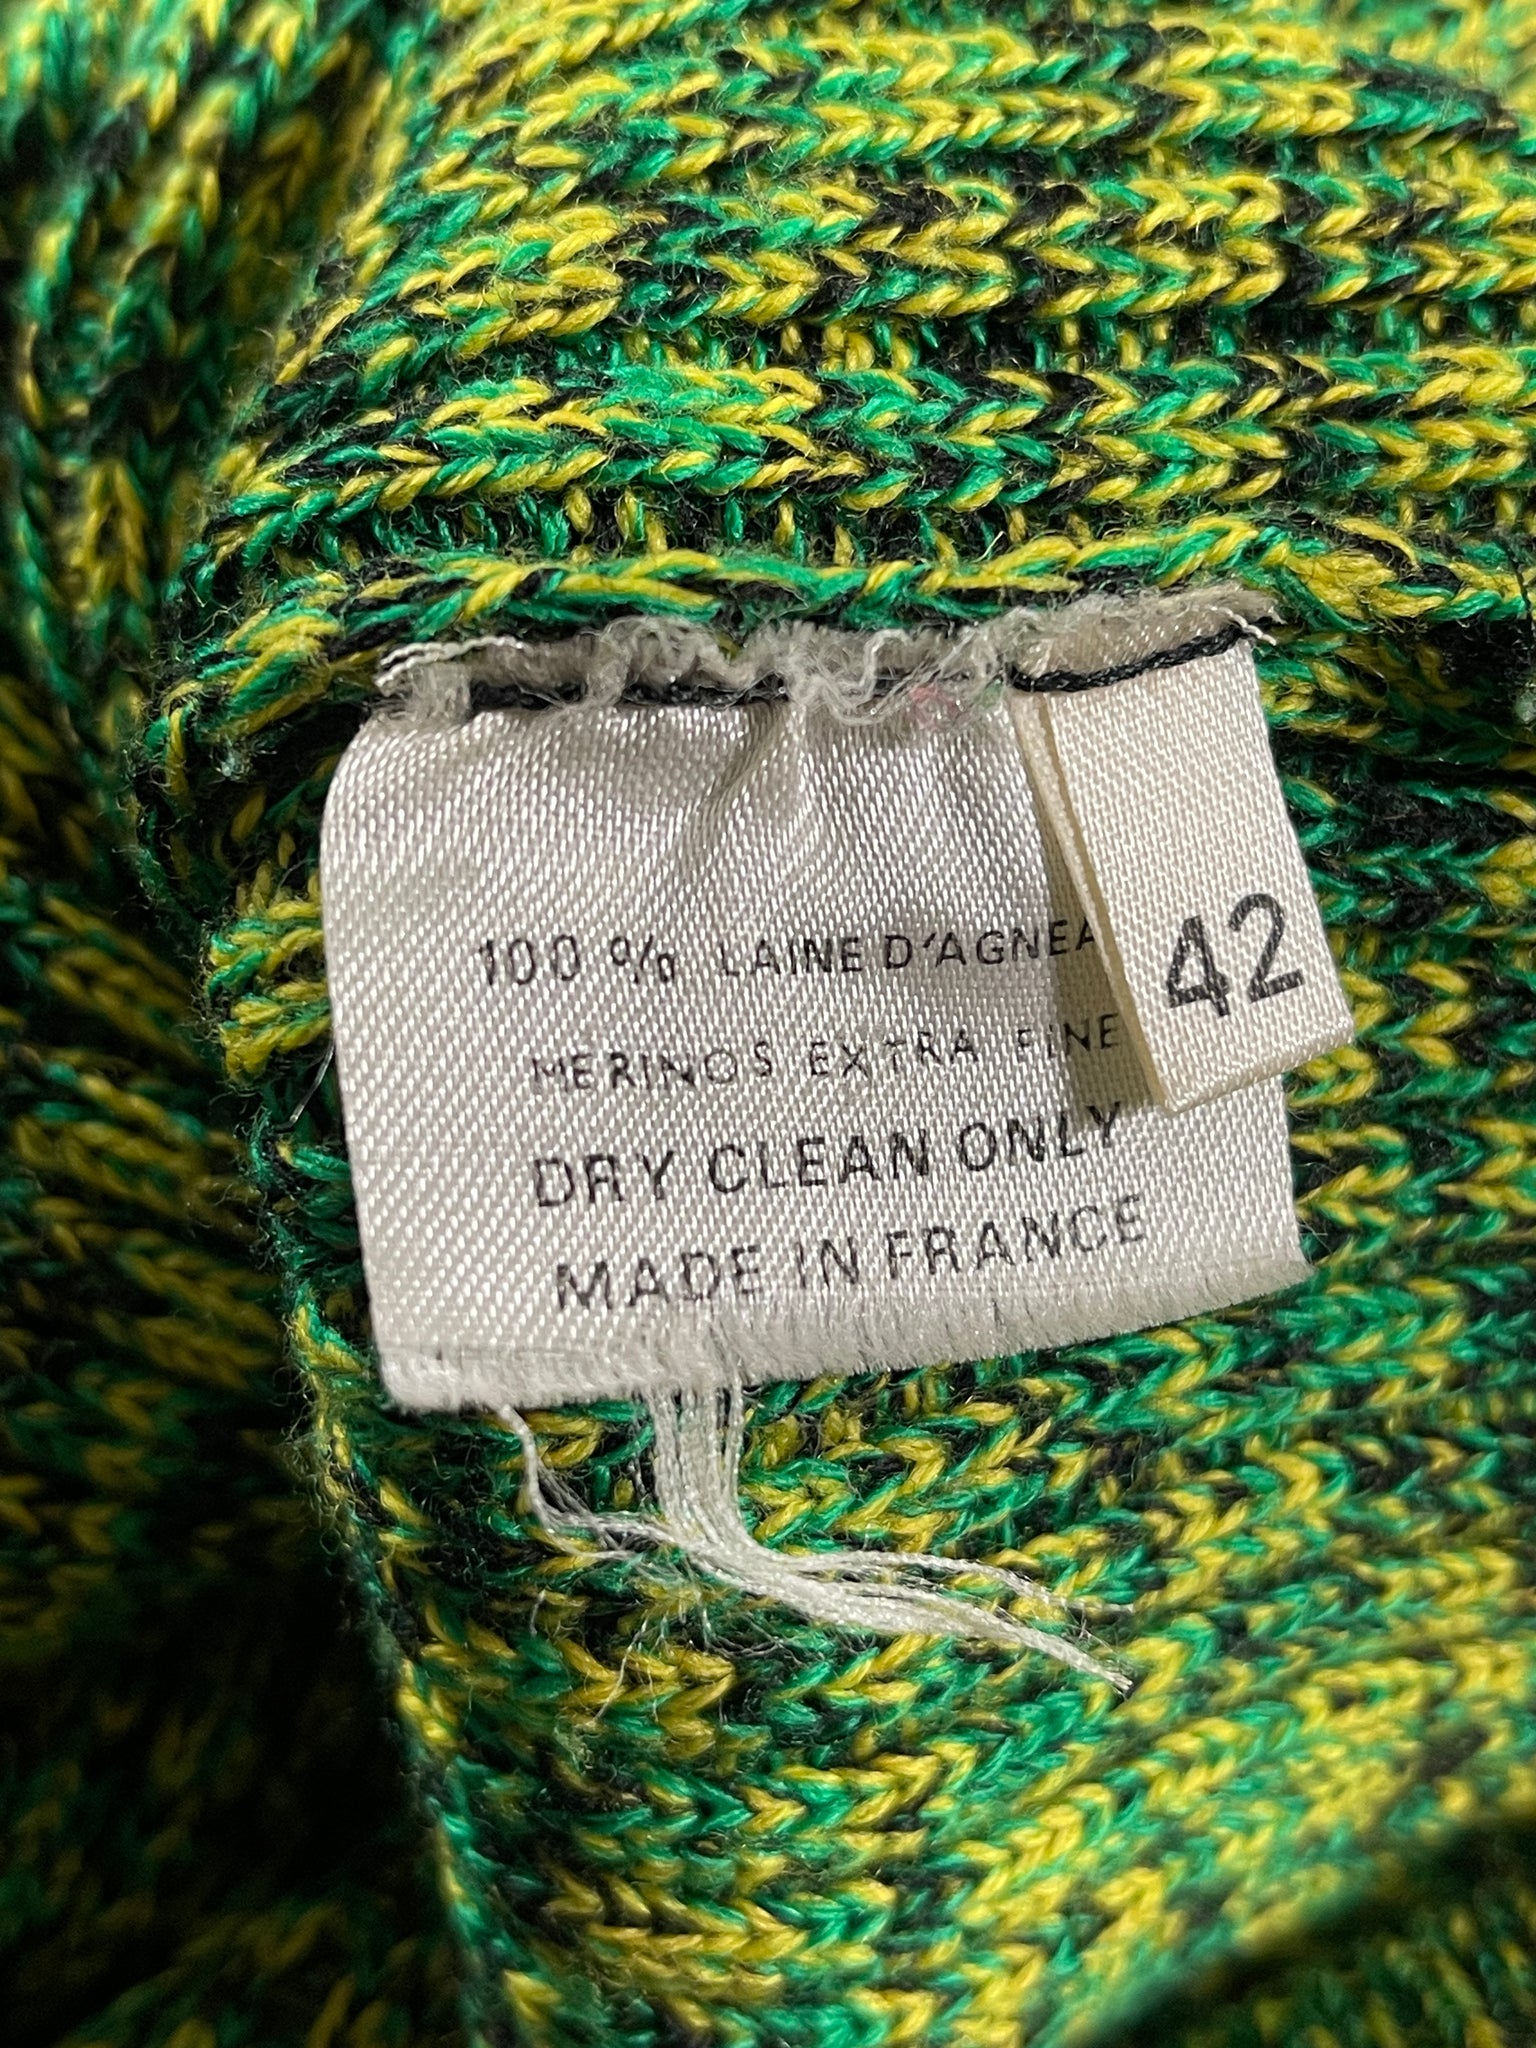 100 % LAINE D'AGNEA
MERINOS EXTRA FINE
DRY CLEAN ONLY
MADE IN FRANCE
42